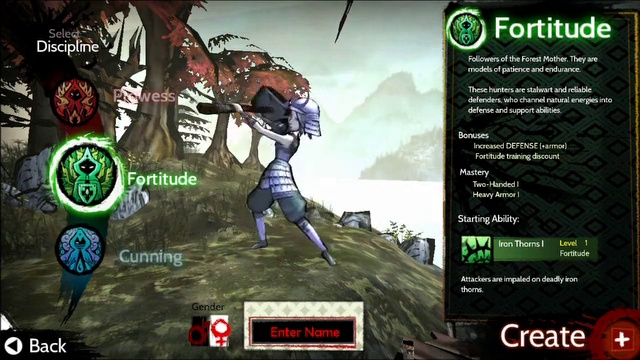 Select
Discipline
Prowess
Fortitude
Cunning
Gender
Enter Name
Back
Fortitude
Followers of the Forest Mother. They are
models of patience and endurance.
These hunters are stalwart and reliable
defenders, who channel natural energies into
defense and support abilities.
Bonuses
Increased DEFENSE (+armor)
Fortitude training discount
Mastery
Two-Handed I
Heavy Armor I
Starting Ability:
Iron Thorns I
Level 1
Fortitude
Attackers are impaled on deadly iron
thorns.
Create